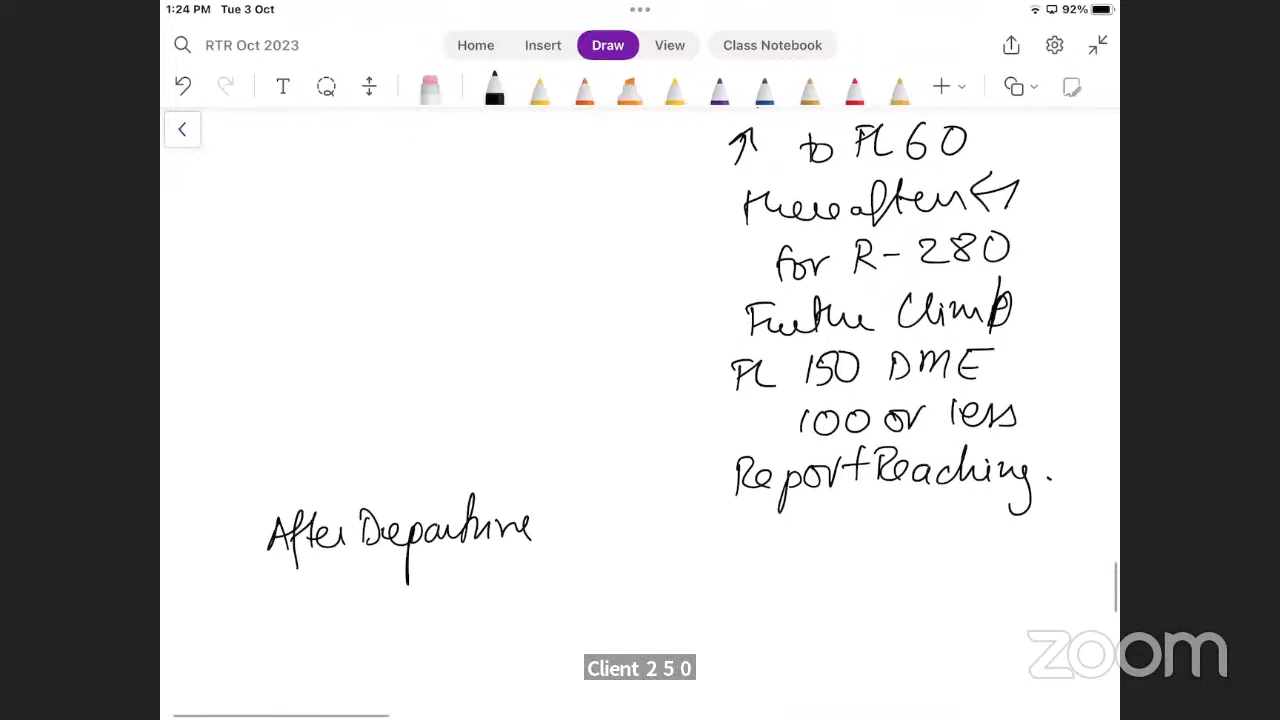 1:24 PM Tue 3 Oct
92%
RTR Oct 2023
Home Insert Draw View Class Notebook
↑ to FL 60
thereafter ↰
for R-280
Further Climb
FL 150 DME
100 or less
Report Reaching.
After Departure
Client 2 5 0
zoom